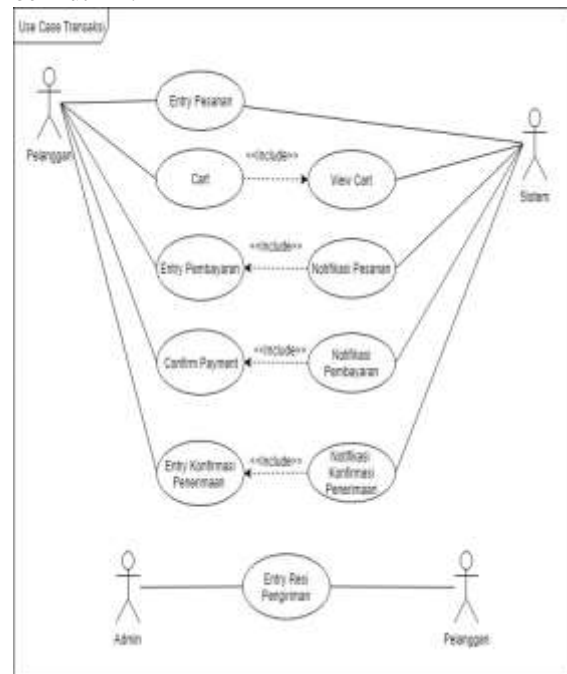 Use Case Transaksi
Entry Pesanan
Pelanggan
Sistem
<<Include>>
Cart
View Cart
<<Include>>
Entry Pembayaran
Notifikasi Pesanan
<<Include>>
Confirm Payment
Notifikasi
Pembayaran
<<Include>>
Entry Konfirmasi
Penerimaan
Notifikasi
Konfirmasi
Penerimaan
Entry Resi
Pengiriman
Admin
Pelanggan